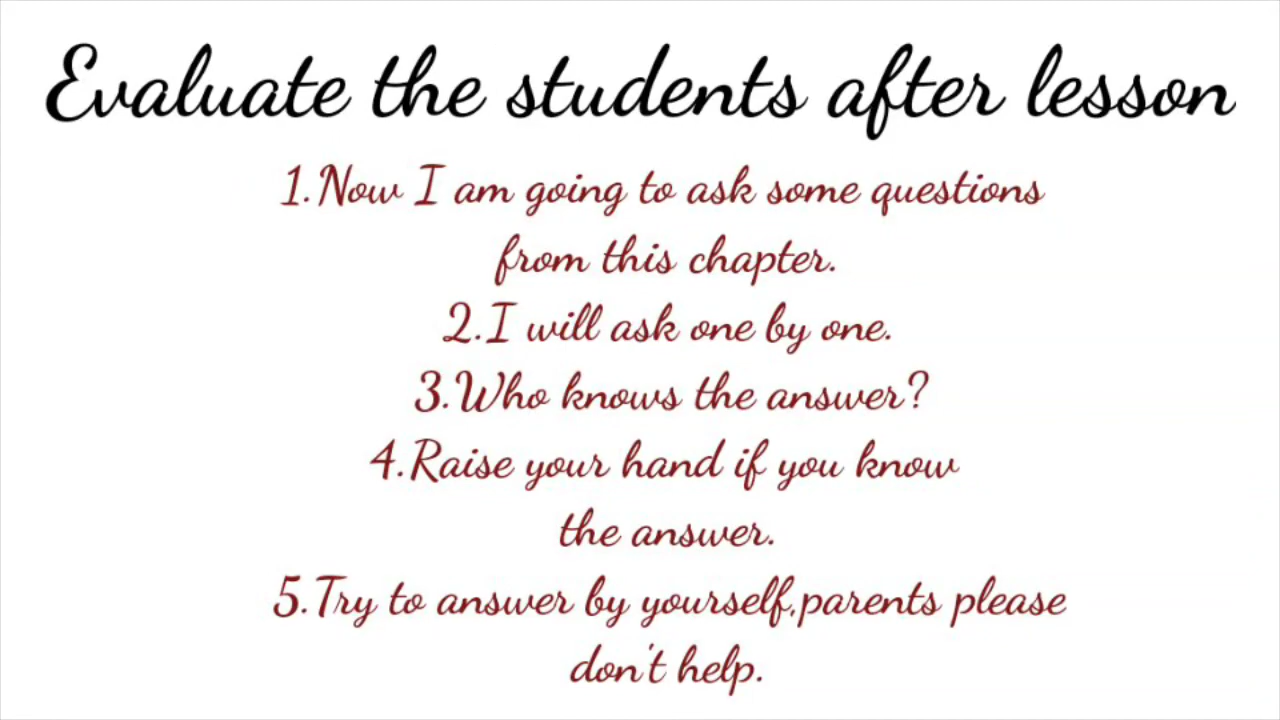 Evaluate the students after lesson
1.Now I am going to ask some questions
from this chapter.
2.I will ask one by one.
3.Who knows the answer?
4.Raise your hand if you know
the answer.
5.Try to answer by yourself,parents please
don't help.